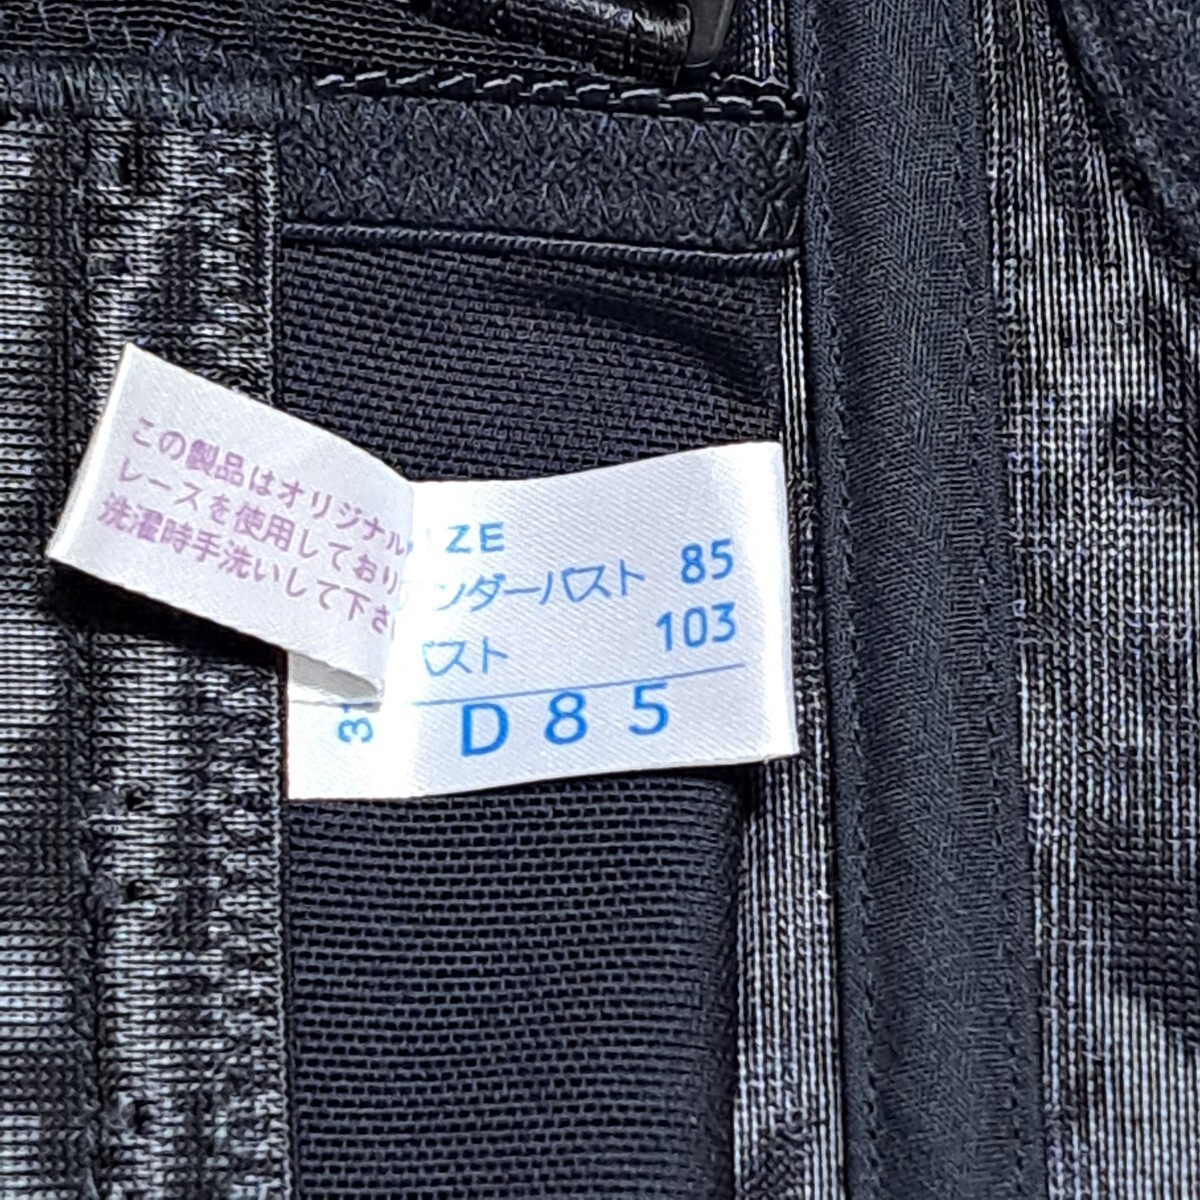 この製品はオリジナル
レースを使用しており
洗濯時手洗いして下さ
IZE
ンダーバスト 85
バスト 103
D85